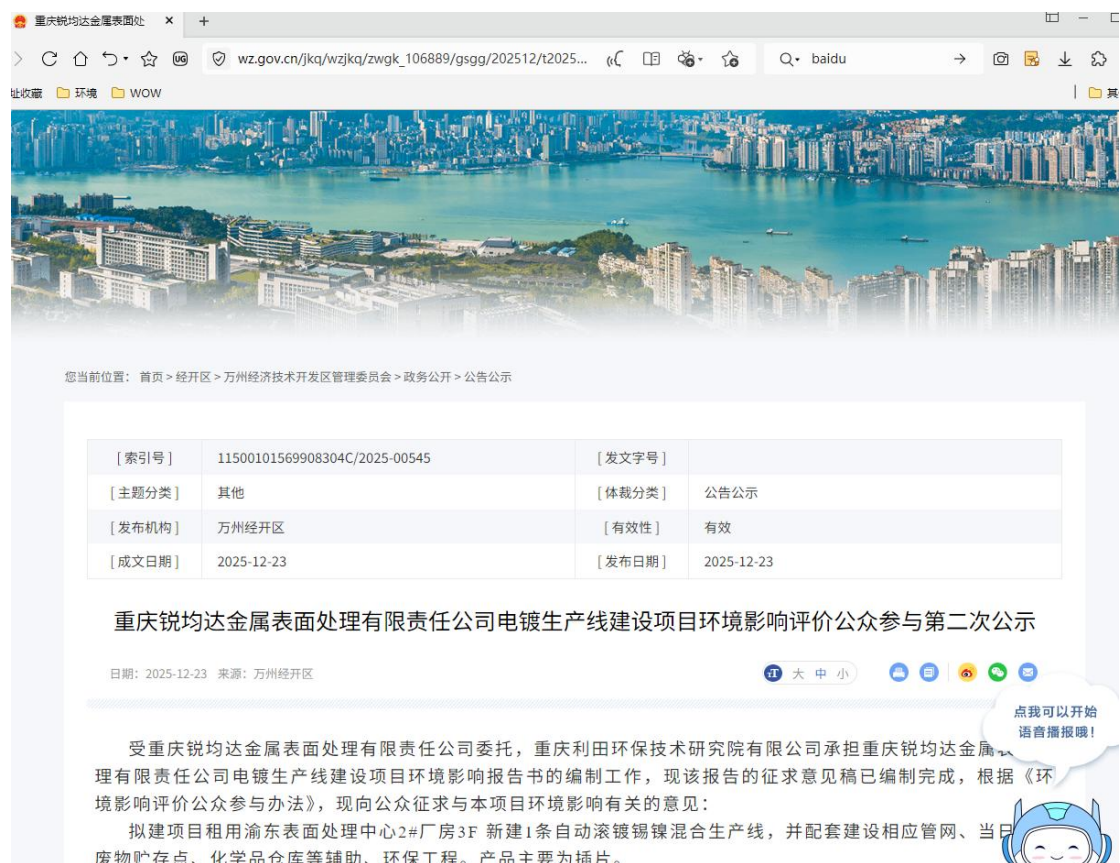 重庆锐均达金属表面处
UG
wz.gov.cn/jkq/wzjkq/zwgk_106889/gsgg/202512/t2025...
baidu
址收藏 环境 WOW 其
您当前位置： 首页 > 经开区 > 万州经济技术开发区管理委员会 > 政务公开 > 公告公示
[ 索引号 ] 11500101569908304C/2025-00545 [ 发文字号 ]
[ 主题分类 ] 其他 [ 体裁分类 ] 公告公示
[ 发布机构 ] 万州经开区 [ 有效性 ] 有效
[ 成文日期 ] 2025-12-23 [ 发布日期 ] 2025-12-23
重庆锐均达金属表面处理有限责任公司电镀生产线建设项目环境影响评价公众参与第二次公示
日期：2025-12-23 来源：万州经开区 大 中 小
点我可以开始
语音播报哦！
受重庆锐均达金属表面处理有限责任公司委托，重庆利田环保技术研究院有限公司承担重庆锐均达金属表
理有限责任公司电镀生产线建设项目环境影响报告书的编制工作，现该报告的征求意见稿已编制完成，根据《环
境影响评价公众参与办法》，现向公众征求与本项目环境影响有关的意见：
拟建项目租用渝东表面处理中心2#厂房3F 新建1条自动滚镀锡镍混合生产线，并配套建设相应管网、当日
废物贮存点、化学品仓库等辅助、环保工程。产品主要为插片。